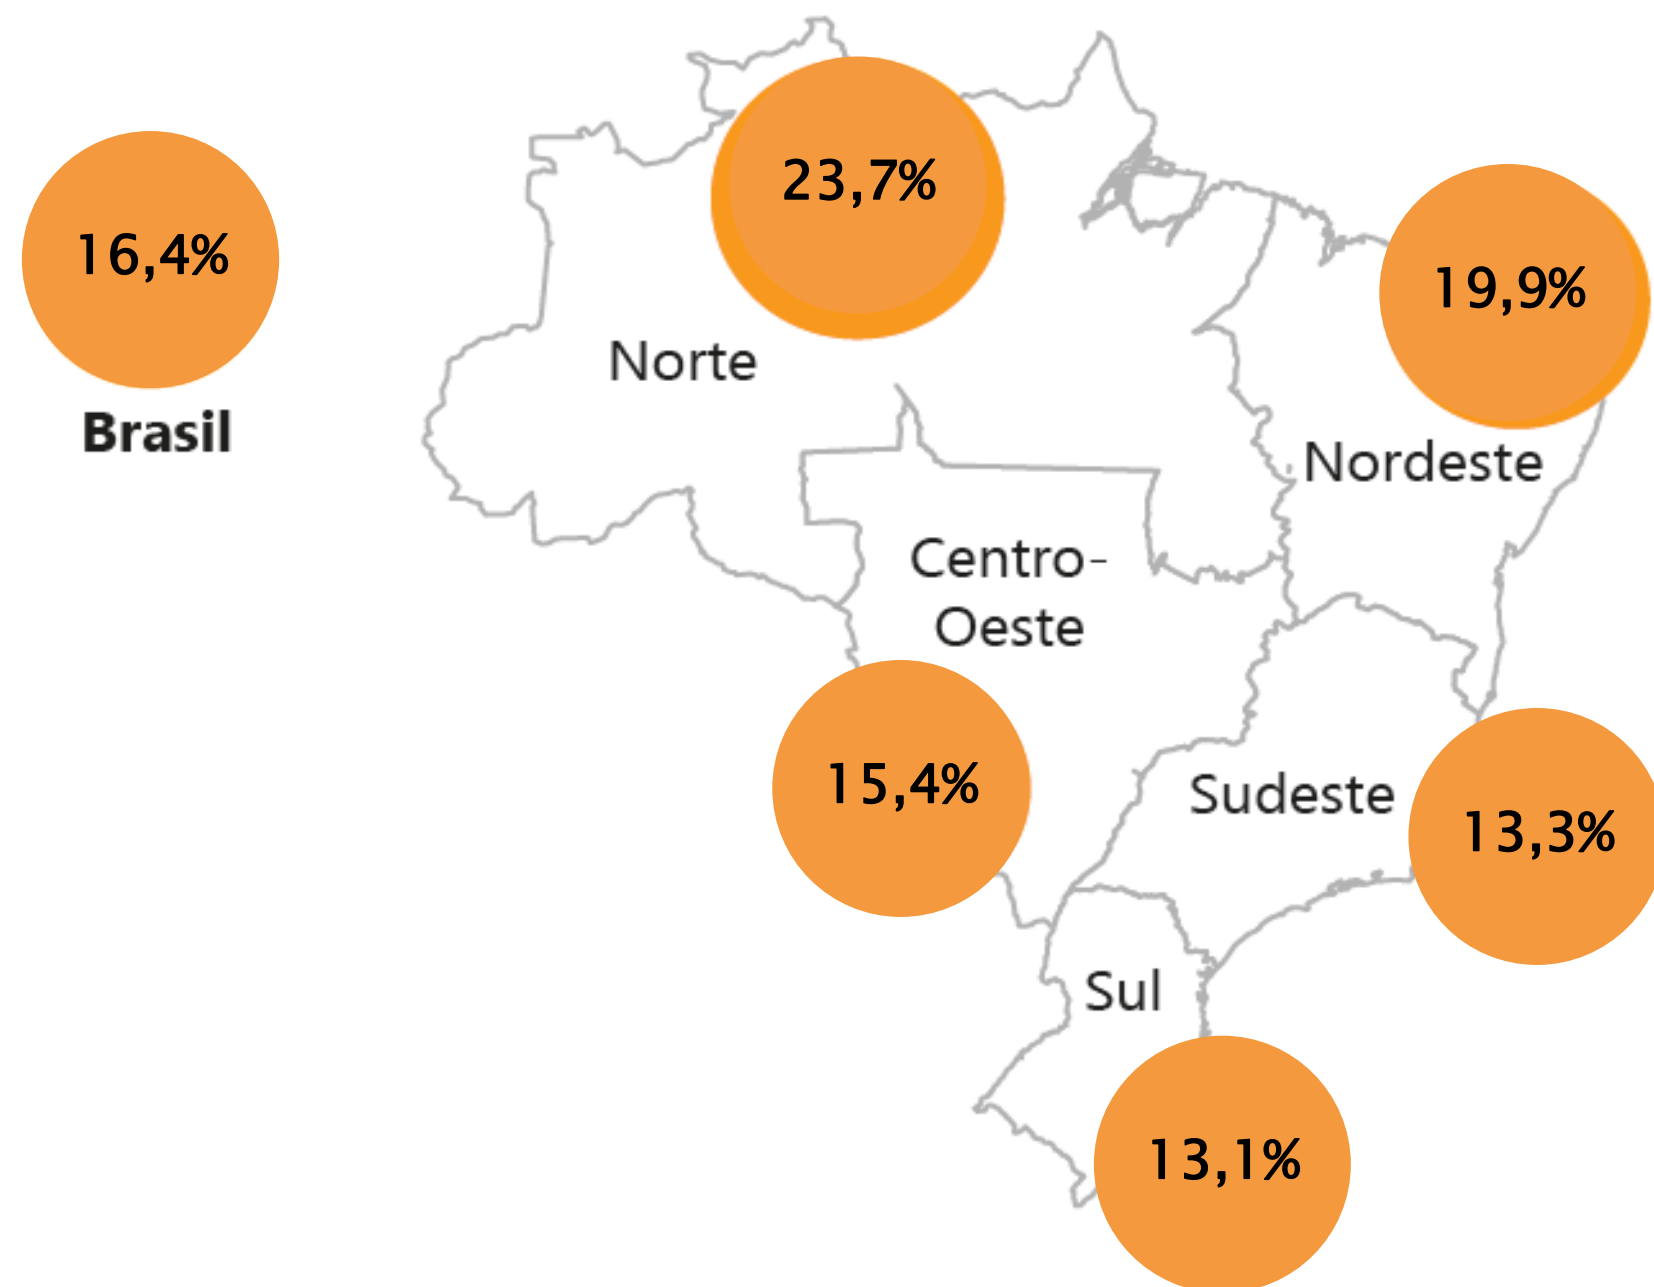 23,7%
16,4%
19,9%
Norte
Brasil
Nordeste
Centro-
Oeste
15,4%
Sudeste
13,3%
Sul
13,1%